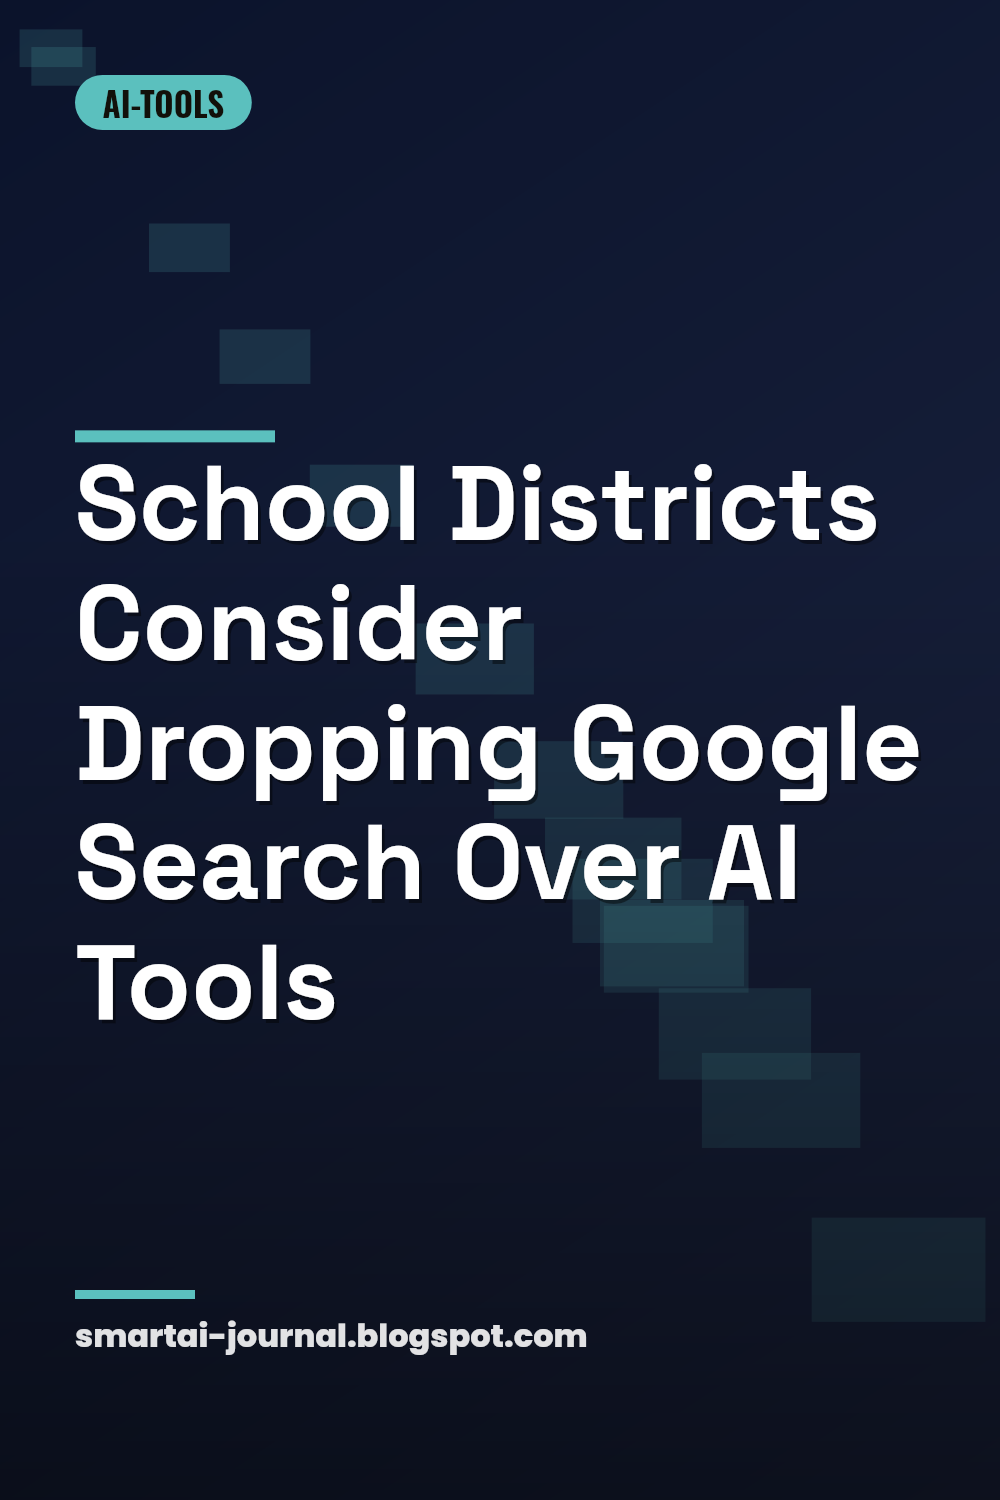 AI-TOOLS
School Districts
Consider
Dropping Google
Search Over AI
Tools
smartai-journal.blogspot.com